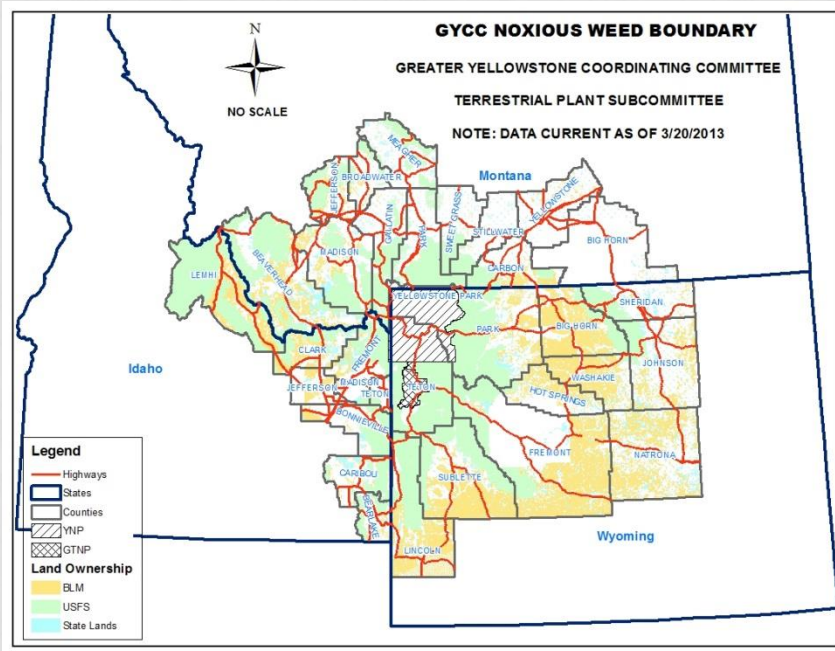 GYCC NOXIOUS WEED BOUNDARY
GREATER YELLOWSTONE COORDINATING COMMITTEE
TERRESTRIAL PLANT SUBCOMMITTEE
NOTE: DATA CURRENT AS OF 3/20/2013
N
NO SCALE
MEAGHER
Montana
JEFFERSON
BROADWATER
GALLATIN
PARK
SWEET GRASS
STILLWATER
YELLOWSTONE
BIG HORN
MADISON
BEAVERHEAD
LEMHI
CARBON
YELLOWSTONE PARK
SHERIDAN
PARK
BIG HORN
JOHNSON
Idaho
CLARK
FREMONT
JEFFERSON
MADISON
TETON
TETON
WASHAKIE
HOT SPRINGS
BONNEVILLE
FREMONT
NATRONA
CARIBOU
SUBLETTE
BEAR LAKE
LINCOLN
Wyoming
Legend
Highways
States
Counties
YNP
GTNP
Land Ownership
BLM
USFS
State Lands